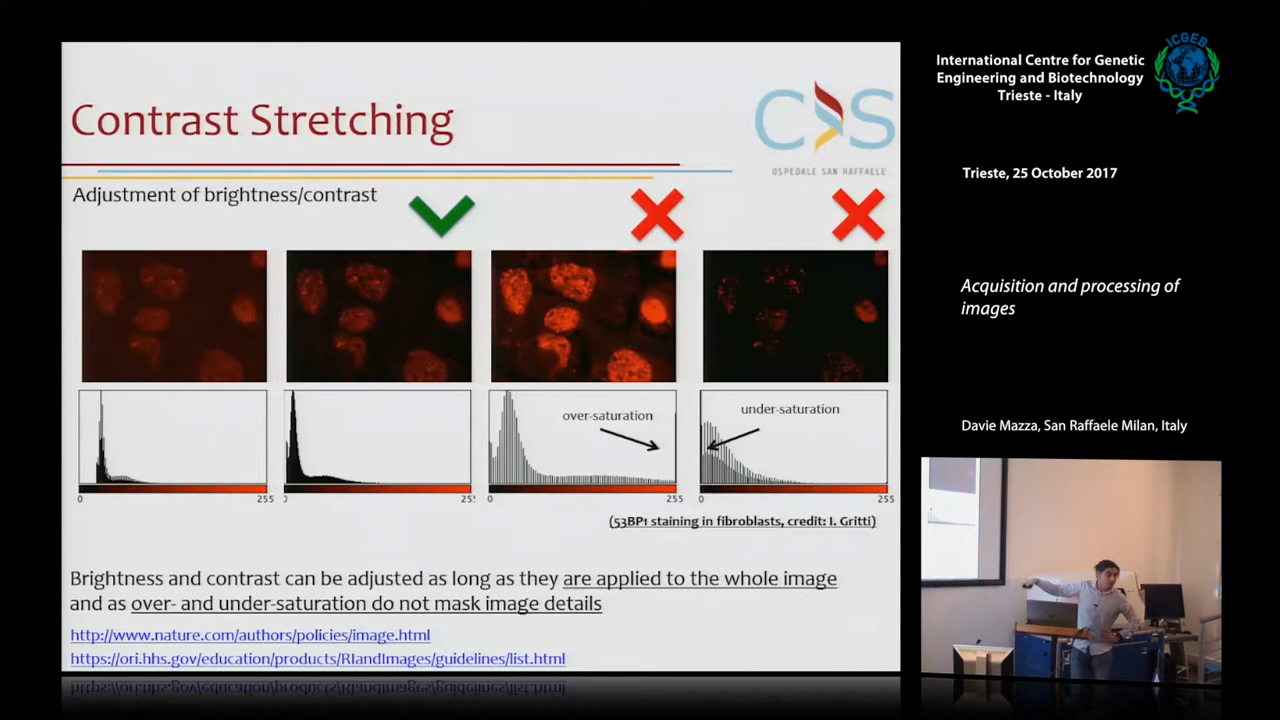 Contrast Stretching
CS
OSPEDALE SAN RAFFAELE
Adjustment of brightness/contrast
over-saturation
under-saturation
0
255
0
255
0
255
0
255
(53BP1 staining in fibroblasts, credit: I. Gritti)
Brightness and contrast can be adjusted as long as they are applied to the whole image
and as over- and under-saturation do not mask image details
http://www.nature.com/authors/policies/image.html
https://ori.hhs.gov/education/products/RIandImages/guidelines/list.html
ICGEB
International Centre for Genetic
Engineering and Biotechnology
Trieste - Italy
Trieste, 25 October 2017
Acquisition and processing of
images
Davie Mazza, San Raffaele Milan, Italy